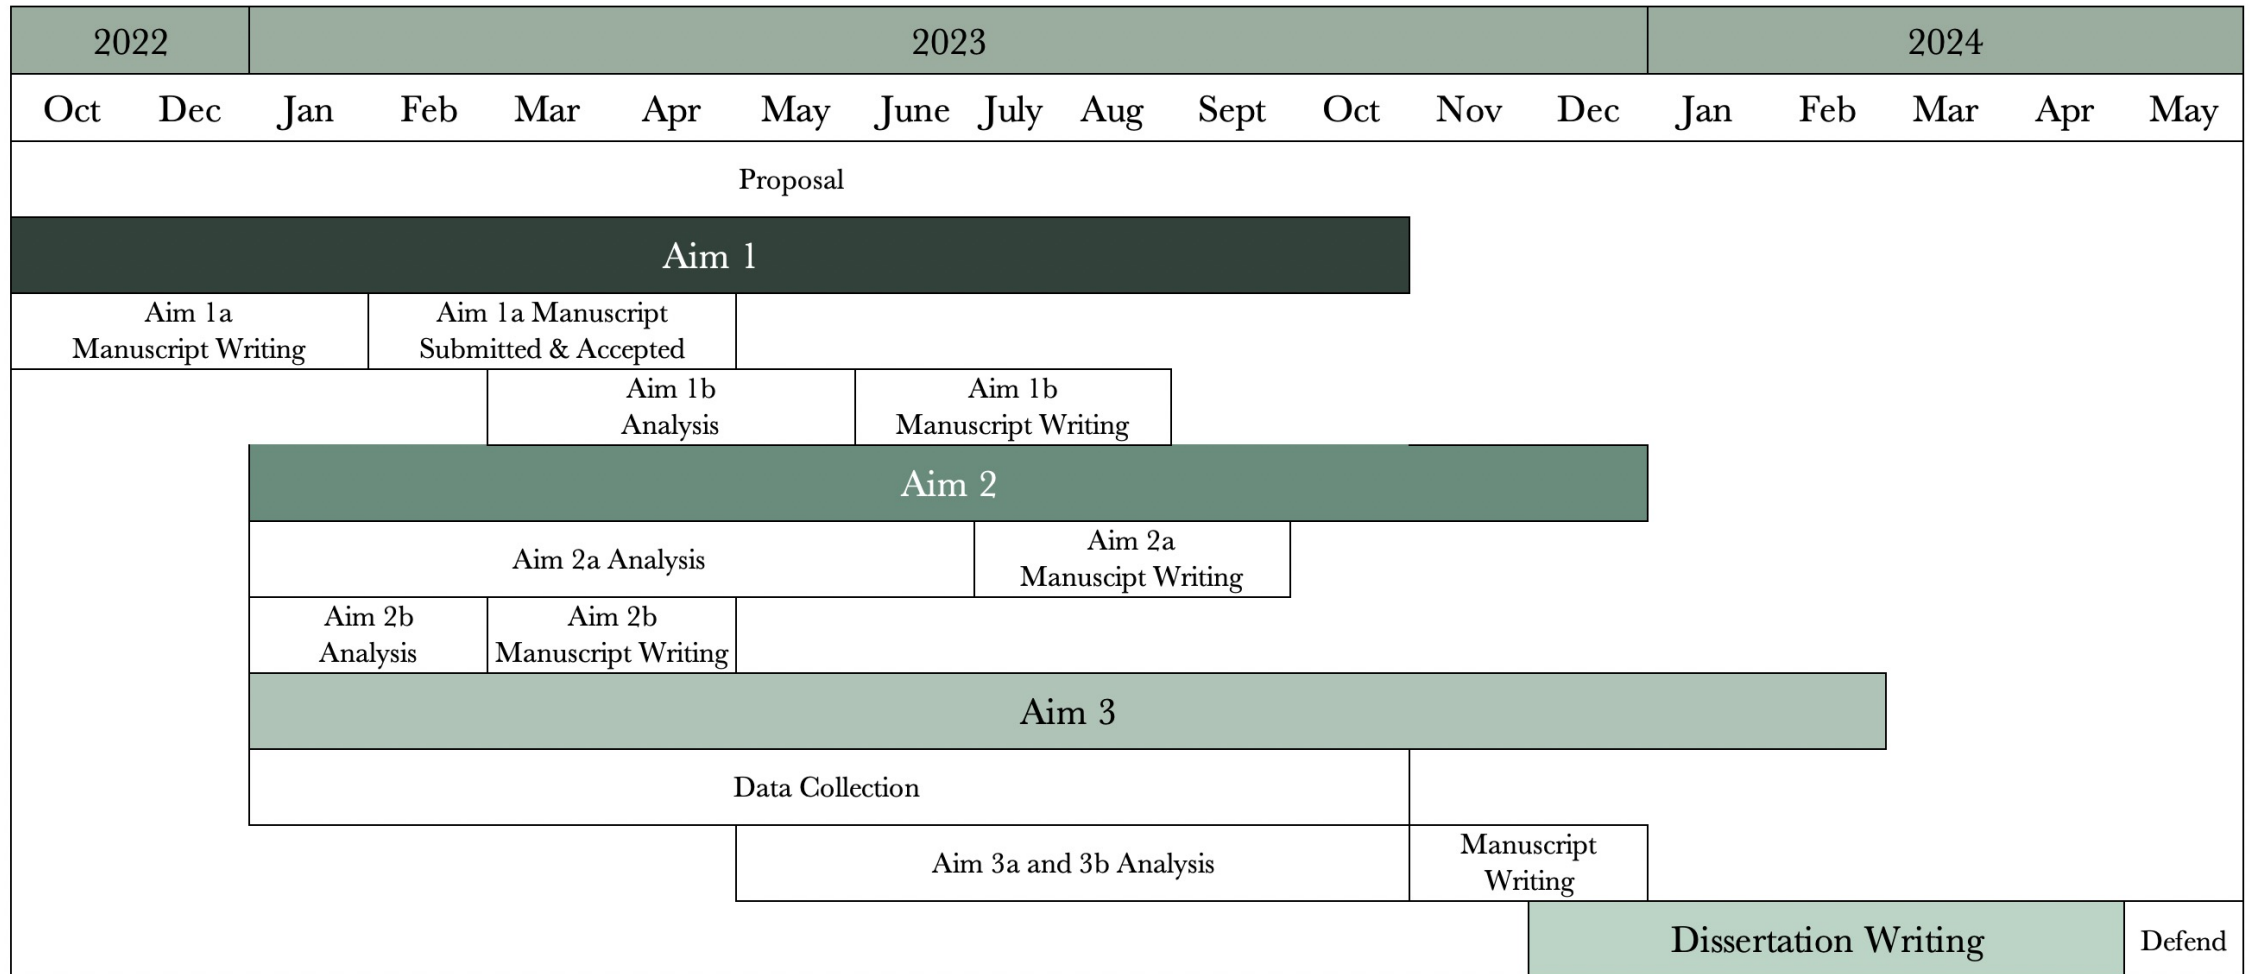 2022 2023 2024
Oct Dec Jan Feb Mar Apr May June July Aug Sept Oct Nov Dec Jan Feb Mar Apr May
Proposal
Aim 1
Aim 1a
Manuscript Writing
Aim 1a Manuscript
Submitted & Accepted
Aim 1b
Analysis
Aim 1b
Manuscript Writing
Aim 2
Aim 2a Analysis
Aim 2a
Manuscipt Writing
Aim 2b
Analysis
Aim 2b
Manuscript Writing
Aim 3
Data Collection
Aim 3a and 3b Analysis
Manuscript
Writing
Dissertation Writing
Defend